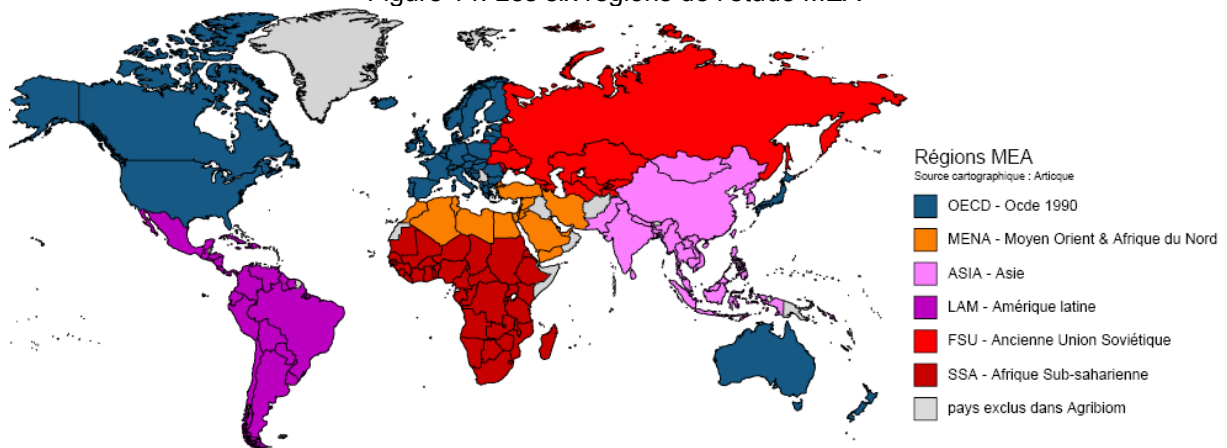 Régions MEA
Source cartographique : Articque
OECD - Ocde 1990
MENA - Moyen Orient & Afrique du Nord
ASIA - Asie
LAM - Amérique latine
FSU - Ancienne Union Soviétique
SSA - Afrique Sub-saharienne
pays exclus dans Agribiom